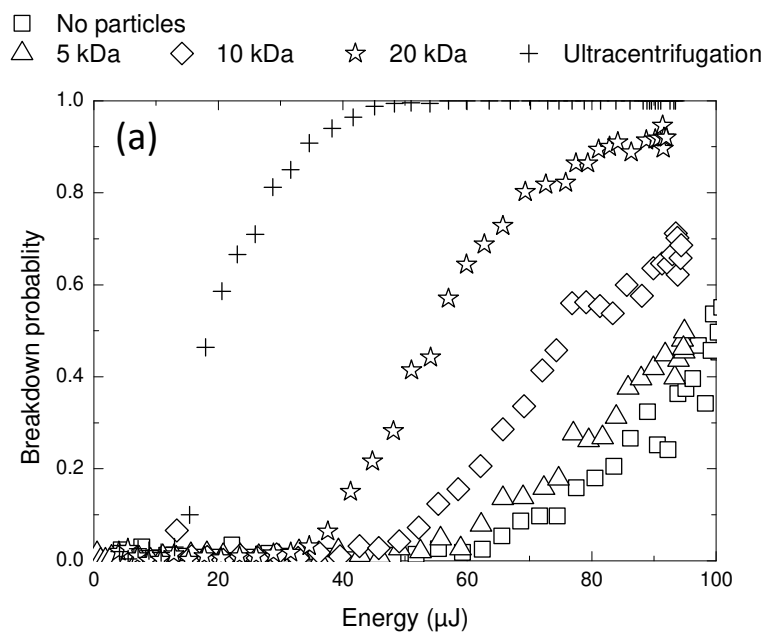 No particles
5 kDa 10 kDa 20 kDa Ultracentrifugation
(a)
1.0
0.8
0.6
0.4
0.2
0.0
Breakdown probablity
0 20 40 60 80 100
Energy (µJ)